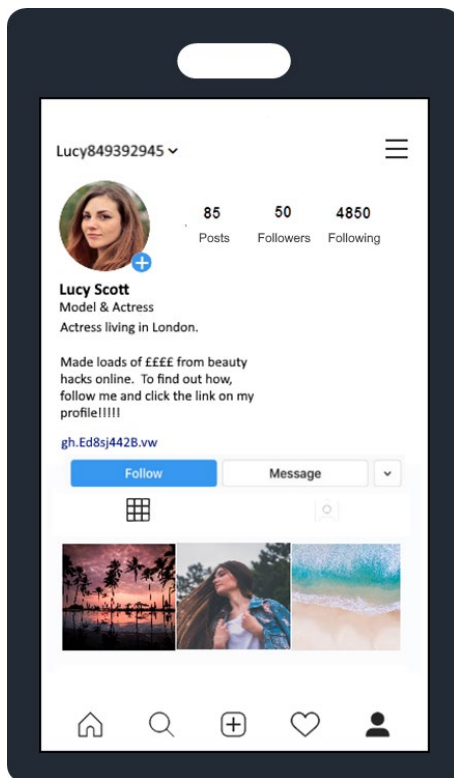 Lucy849392945
85 50 4850
Posts Followers Following
Lucy Scott
Model & Actress
Actress living in London.
Made loads of ££££ from beauty
hacks online.  To find out how,
follow me and click the link on my
profile!!!!!
gh.Ed8sj442B.vw
Follow Message